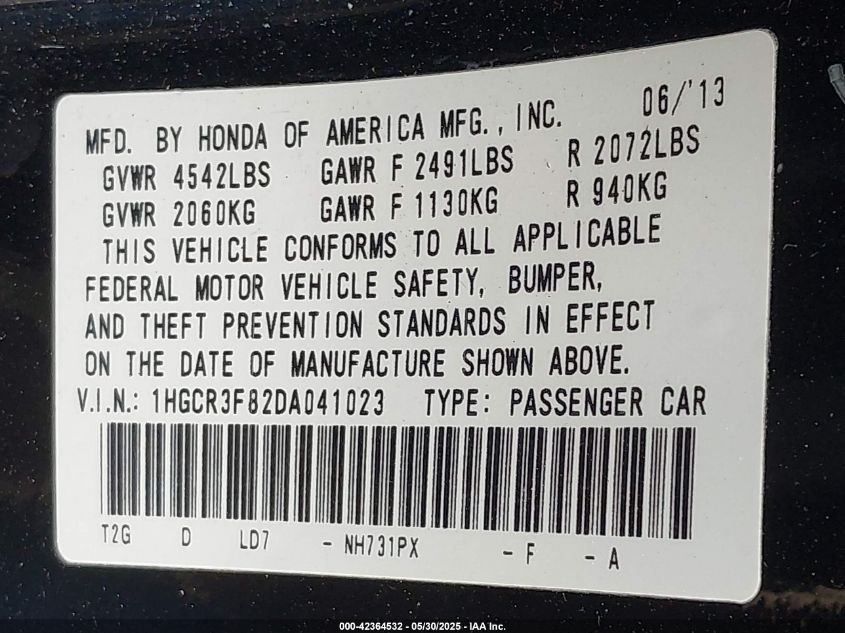 06/'13
MFD. BY HONDA OF AMERICA MFG., INC.
GVWR 4542LBS GAWR F 2491LBS R 2072LBS
GVWR 2060KG GAWR F 1130KG R 940KG
THIS VEHICLE CONFORMS TO ALL APPLICABLE
FEDERAL MOTOR VEHICLE SAFETY, BUMPER,
AND THEFT PREVENTION STANDARDS IN EFFECT
ON THE DATE OF MANUFACTURE SHOWN ABOVE.
V.I.N.: 1HGCR3F82DA041023 TYPE: PASSENGER CAR
T2G D LD7 - NH731PX - F - A
000-42364532 - 05/30/2025 - IAA Inc.